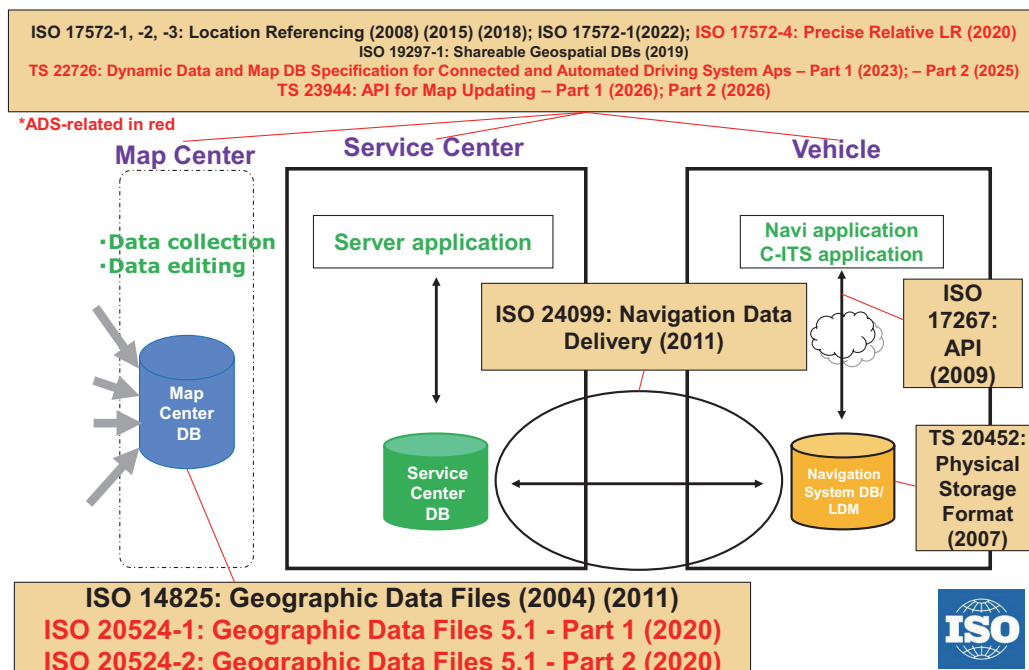 ISO 17572-1, -2, -3: Location Referencing (2008) (2015) (2018); ISO 17572-1(2022); ISO 17572-4: Precise Relative LR (2020)
ISO 19297-1: Shareable Geospatial DBs (2019)
TS 22726: Dynamic Data and Map DB Specification for Connected and Automated Driving System Aps – Part 1 (2023); – Part 2 (2025)
TS 23944: API for Map Updating – Part 1 (2026); Part 2 (2026)
*ADS-related in red
Map Center
Service Center
Vehicle
・Data collection
・Data editing
Server application
Navi application
C-ITS application
ISO 24099: Navigation Data
Delivery (2011)
ISO
17267:
API
(2009)
Map
Center
DB
Service
Center
DB
Navigation
System DB/
LDM
TS 20452:
Physical
Storage
Format
(2007)
ISO 14825: Geographic Data Files (2004) (2011)
ISO 20524-1: Geographic Data Files 5.1 - Part 1 (2020)
ISO 20524-2: Geographic Data Files 5.1 - Part 2 (2020)
ISO